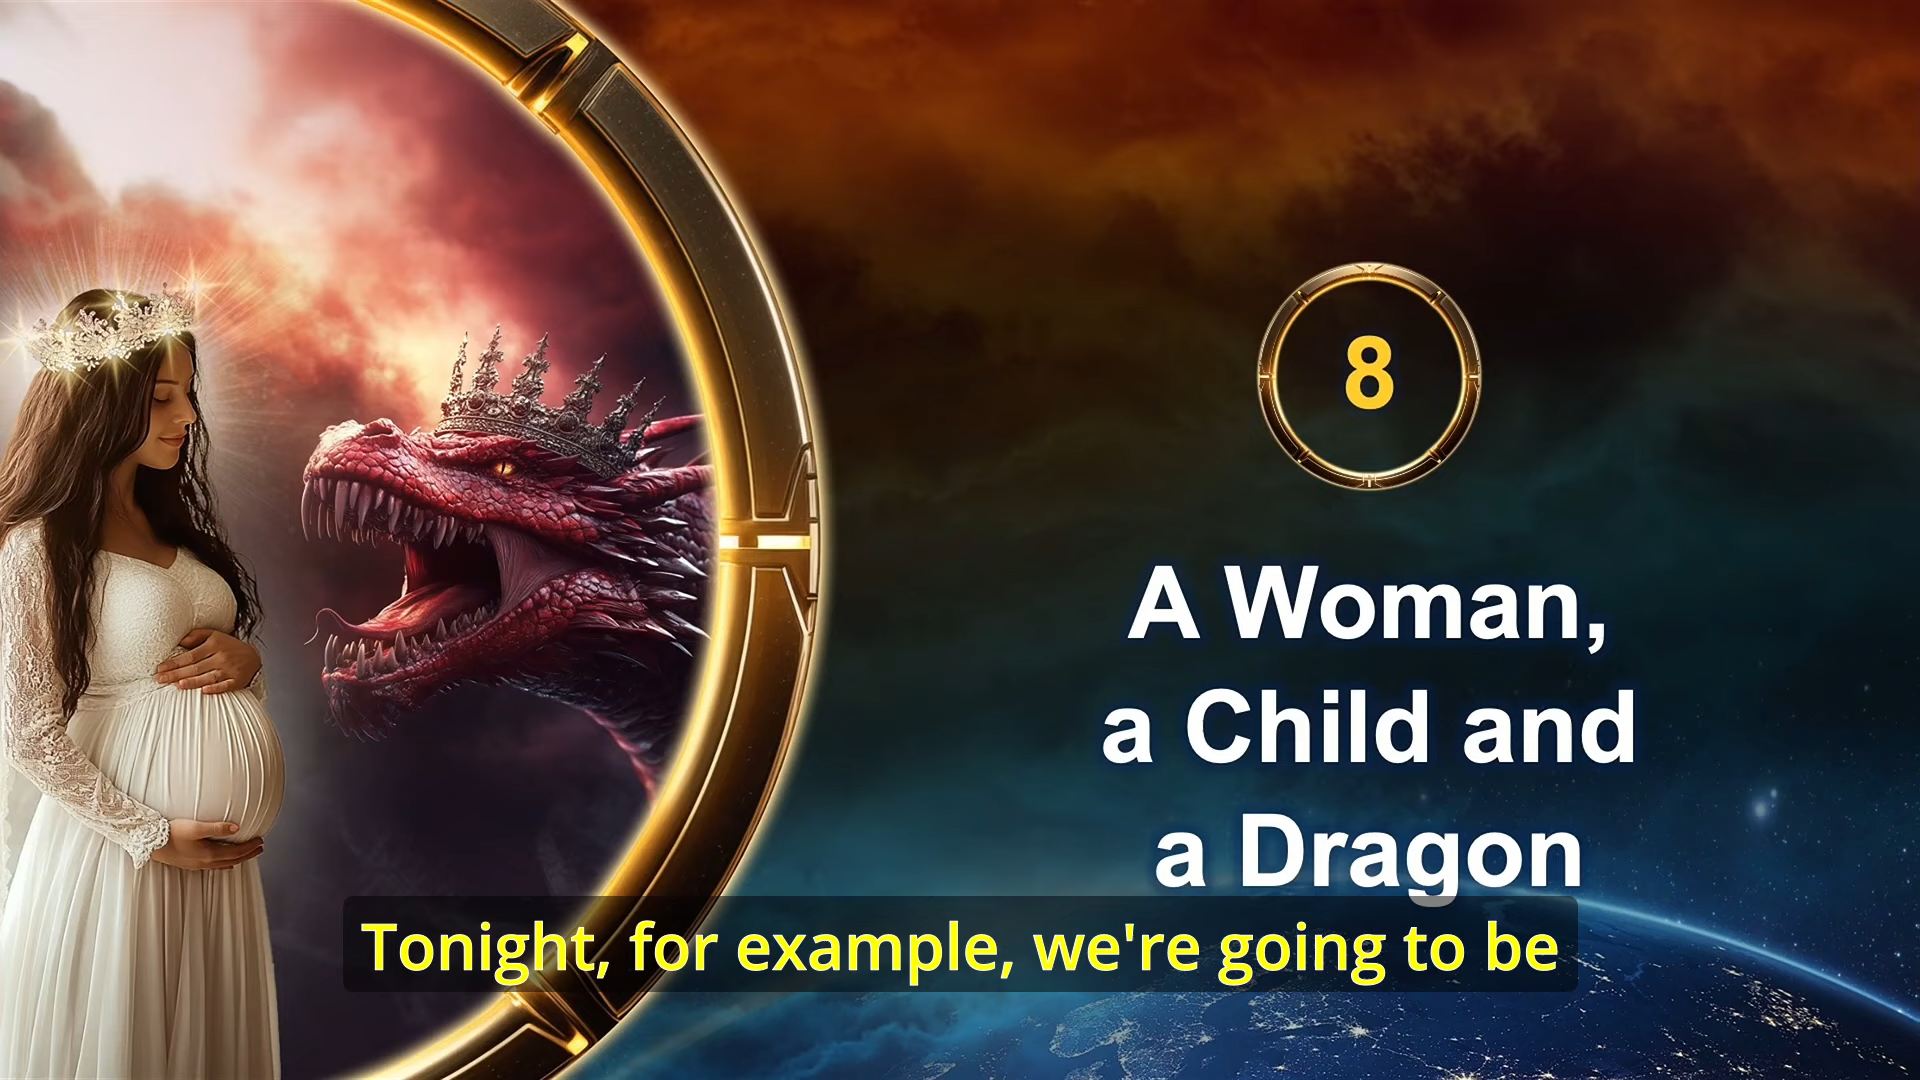 8
A Woman,
a Child and
a Dragon
Tonight, for example, we're going to be